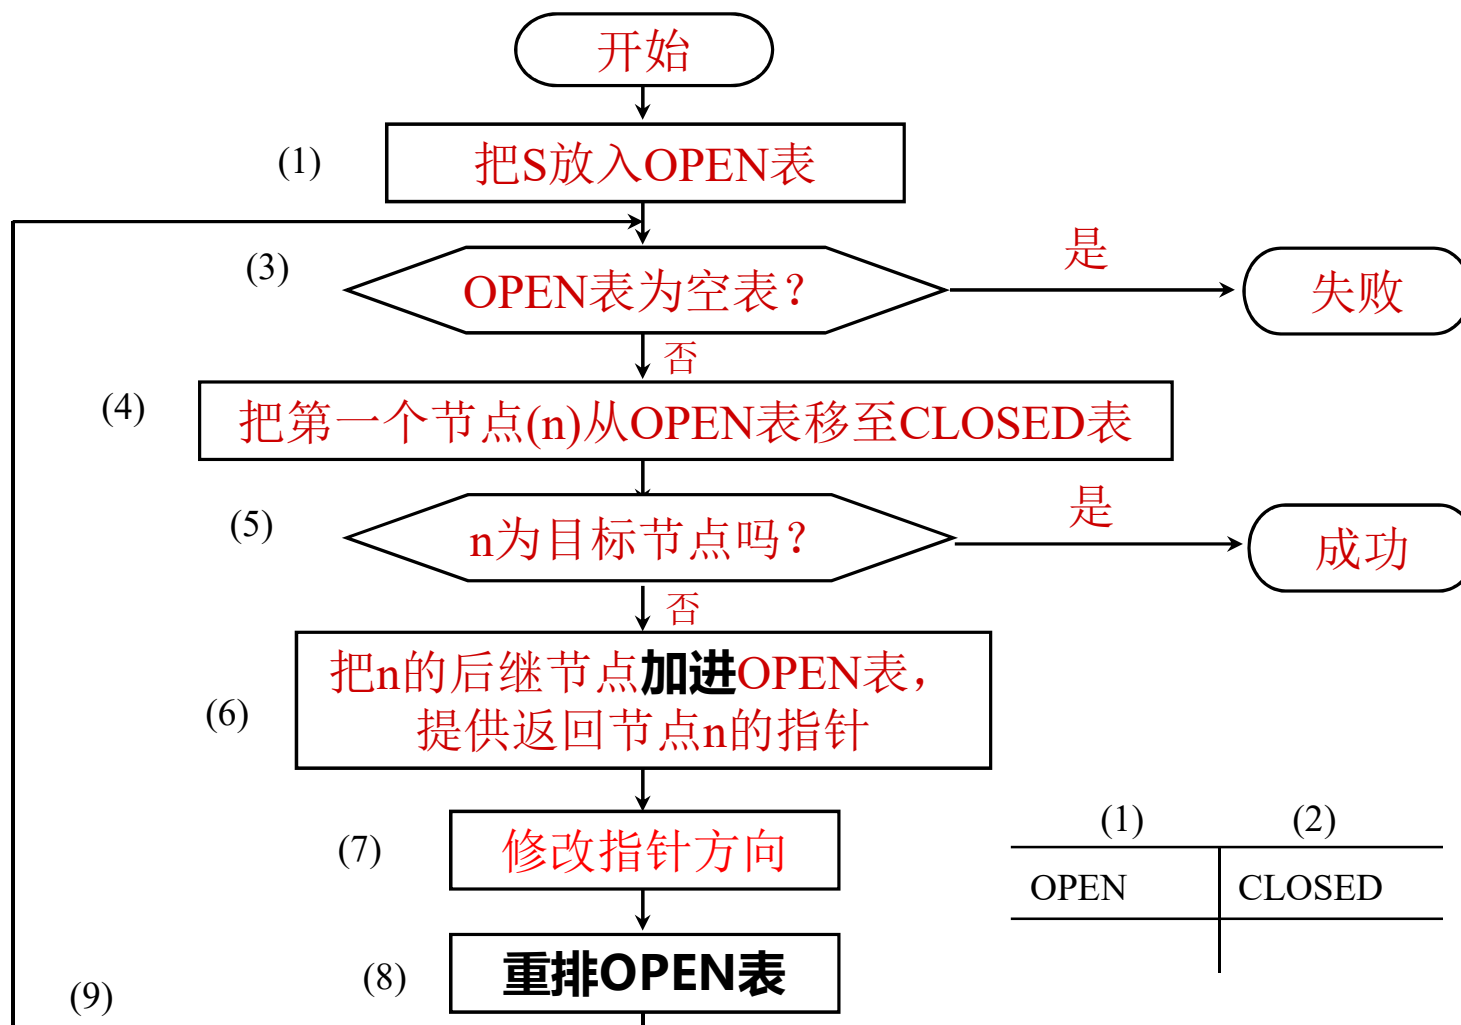 开始
(1)
把S放入OPEN表
(3)
OPEN表为空表？
是
失败
否
(4)
把第一个节点(n)从OPEN表移至CLOSED表
(5)
n为目标节点吗？
是
成功
否
(6)
把n的后继节点加进OPEN表，
提供返回节点n的指针
(7)
修改指针方向
(1)
(2)
OPEN
CLOSED
(8)
重排OPEN表
(9)